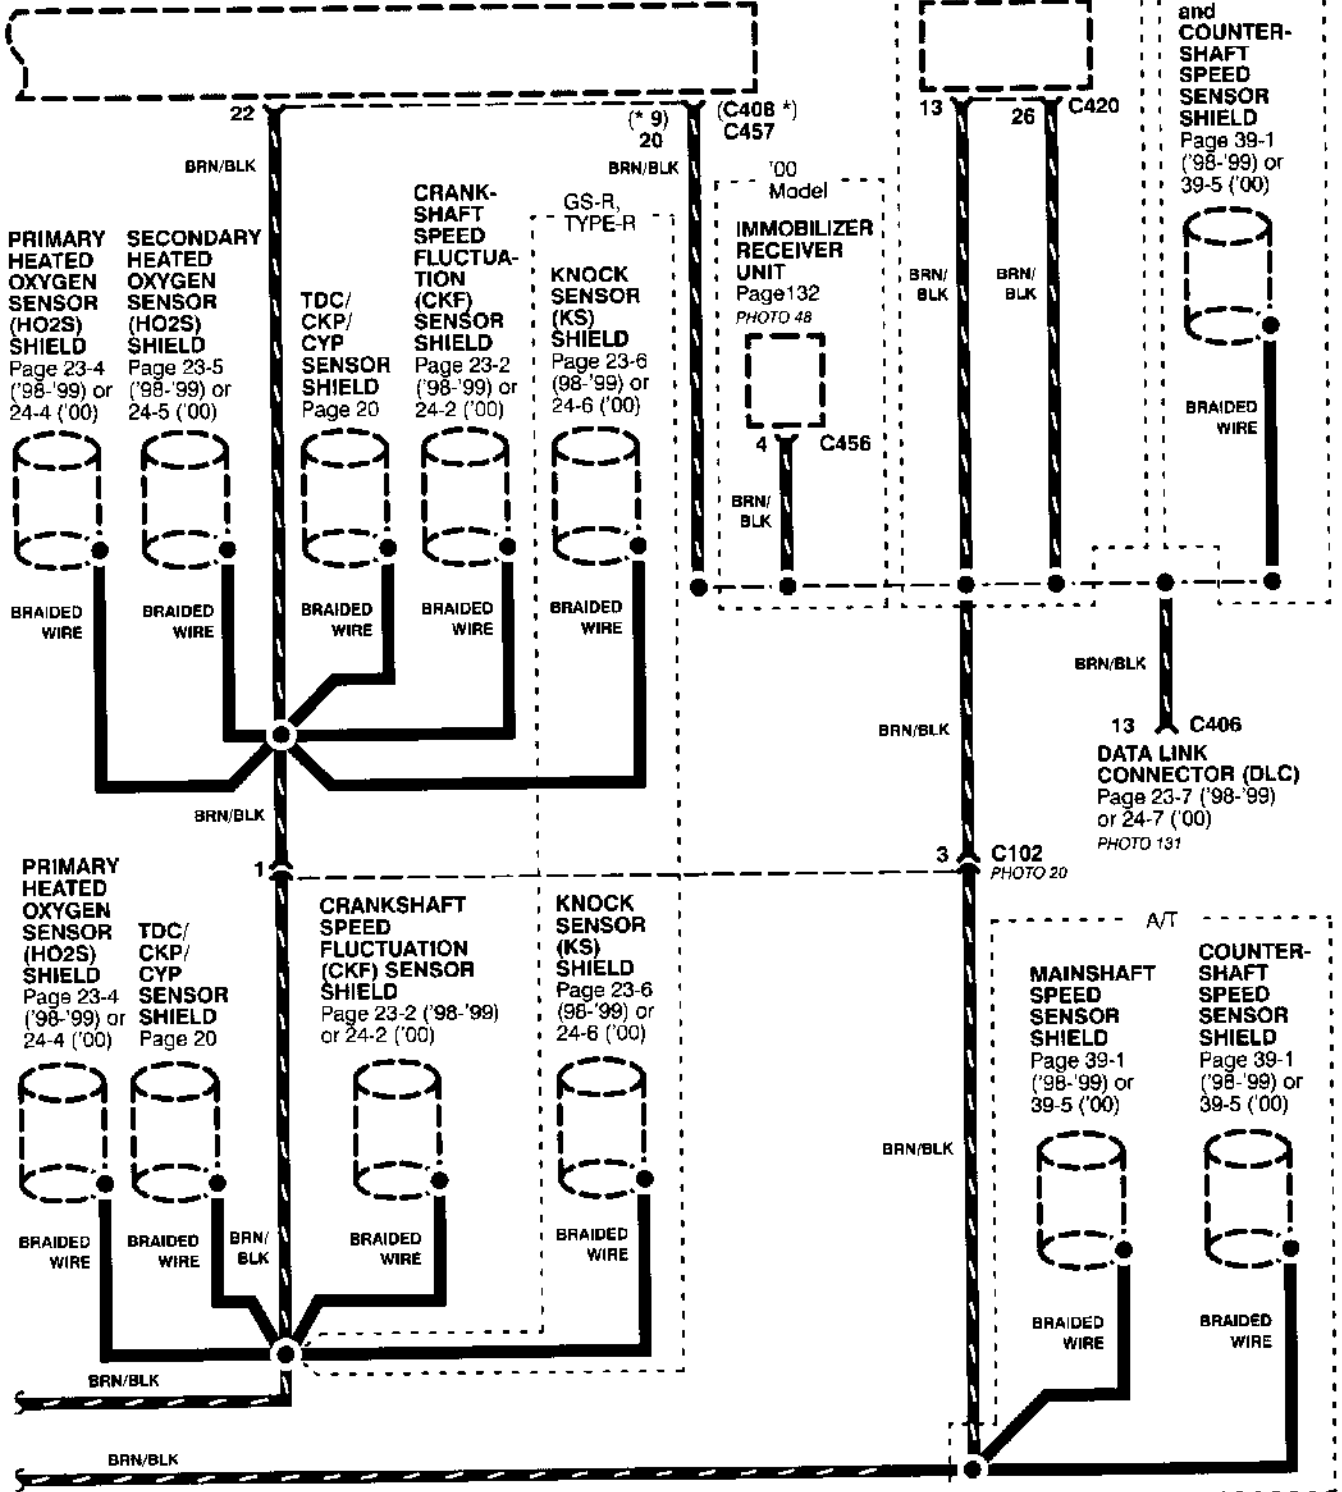 and
COUNTER-
SHAFT
SPEED
SENSOR
SHIELD
Page 39-1
('98-'99) or
39-5 ('00)
22
(* 9)
20
(C408 *)
C457
13
26
C420
BRN/BLK
BRN/BLK
'00
Model
CRANK-
SHAFT
SPEED
FLUCTUA-
TION
(CKF)
SENSOR
SHIELD
Page 23-2
('98-'99) or
24-2 ('00)
GS-R,
TYPE-R
PRIMARY
HEATED
OXYGEN
SENSOR
(HO2S)
SHIELD
Page 23-4
('98-'99) or
24-4 ('00)
SECONDARY
HEATED
OXYGEN
SENSOR
(HO2S)
SHIELD
Page 23-5
('98-'99) or
24-5 ('00)
TDC/
CKP/
CYP
SENSOR
SHIELD
Page 20
KNOCK
SENSOR
(KS)
SHIELD
Page 23-6
(98-'99) or
24-6 ('00)
IMMOBILIZER
RECEIVER
UNIT
Page132
PHOTO 48
BRN/
BLK
BRN/
BLK
BRAIDED
WIRE
4
C456
BRN/
BLK
BRAIDED
WIRE
BRAIDED
WIRE
BRAIDED
WIRE
BRAIDED
WIRE
BRAIDED
WIRE
BRN/BLK
BRN/BLK
13
C406
DATA LINK
CONNECTOR (DLC)
Page 23-7 ('98-'99)
or 24-7 ('00)
PHOTO 131
BRN/BLK
1
3
C102
PHOTO 20
PRIMARY
HEATED
OXYGEN
SENSOR
(HO2S)
SHIELD
Page 23-4
('98-'99) or
24-4 ('00)
TDC/
CKP/
CYP
SENSOR
SHIELD
Page 20
CRANKSHAFT
SPEED
FLUCTUATION
(CKF) SENSOR
SHIELD
Page 23-2 ('98-'99)
or 24-2 ('00)
KNOCK
SENSOR
(KS)
SHIELD
Page 23-6
(98-'99) or
24-6 ('00)
A/T
MAINSHAFT
SPEED
SENSOR
SHIELD
Page 39-1
('98-'99) or
39-5 ('00)
COUNTER-
SHAFT
SPEED
SENSOR
SHIELD
Page 39-1
('98-'99) or
39-5 ('00)
BRN/BLK
BRAIDED
WIRE
BRAIDED
WIRE
BRN/
BLK
BRAIDED
WIRE
BRAIDED
WIRE
BRAIDED
WIRE
BRAIDED
WIRE
BRN/BLK
BRN/BLK